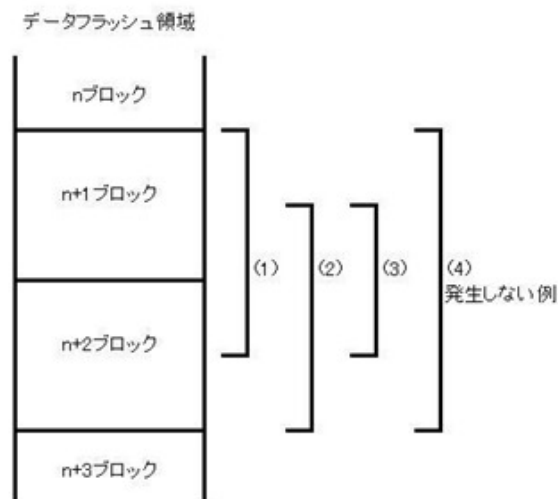 データフラッシュ領域
nブロック
n+1ブロック
n+2ブロック
n+3ブロック
(1)
(2)
(3)
(4)
発生しない例